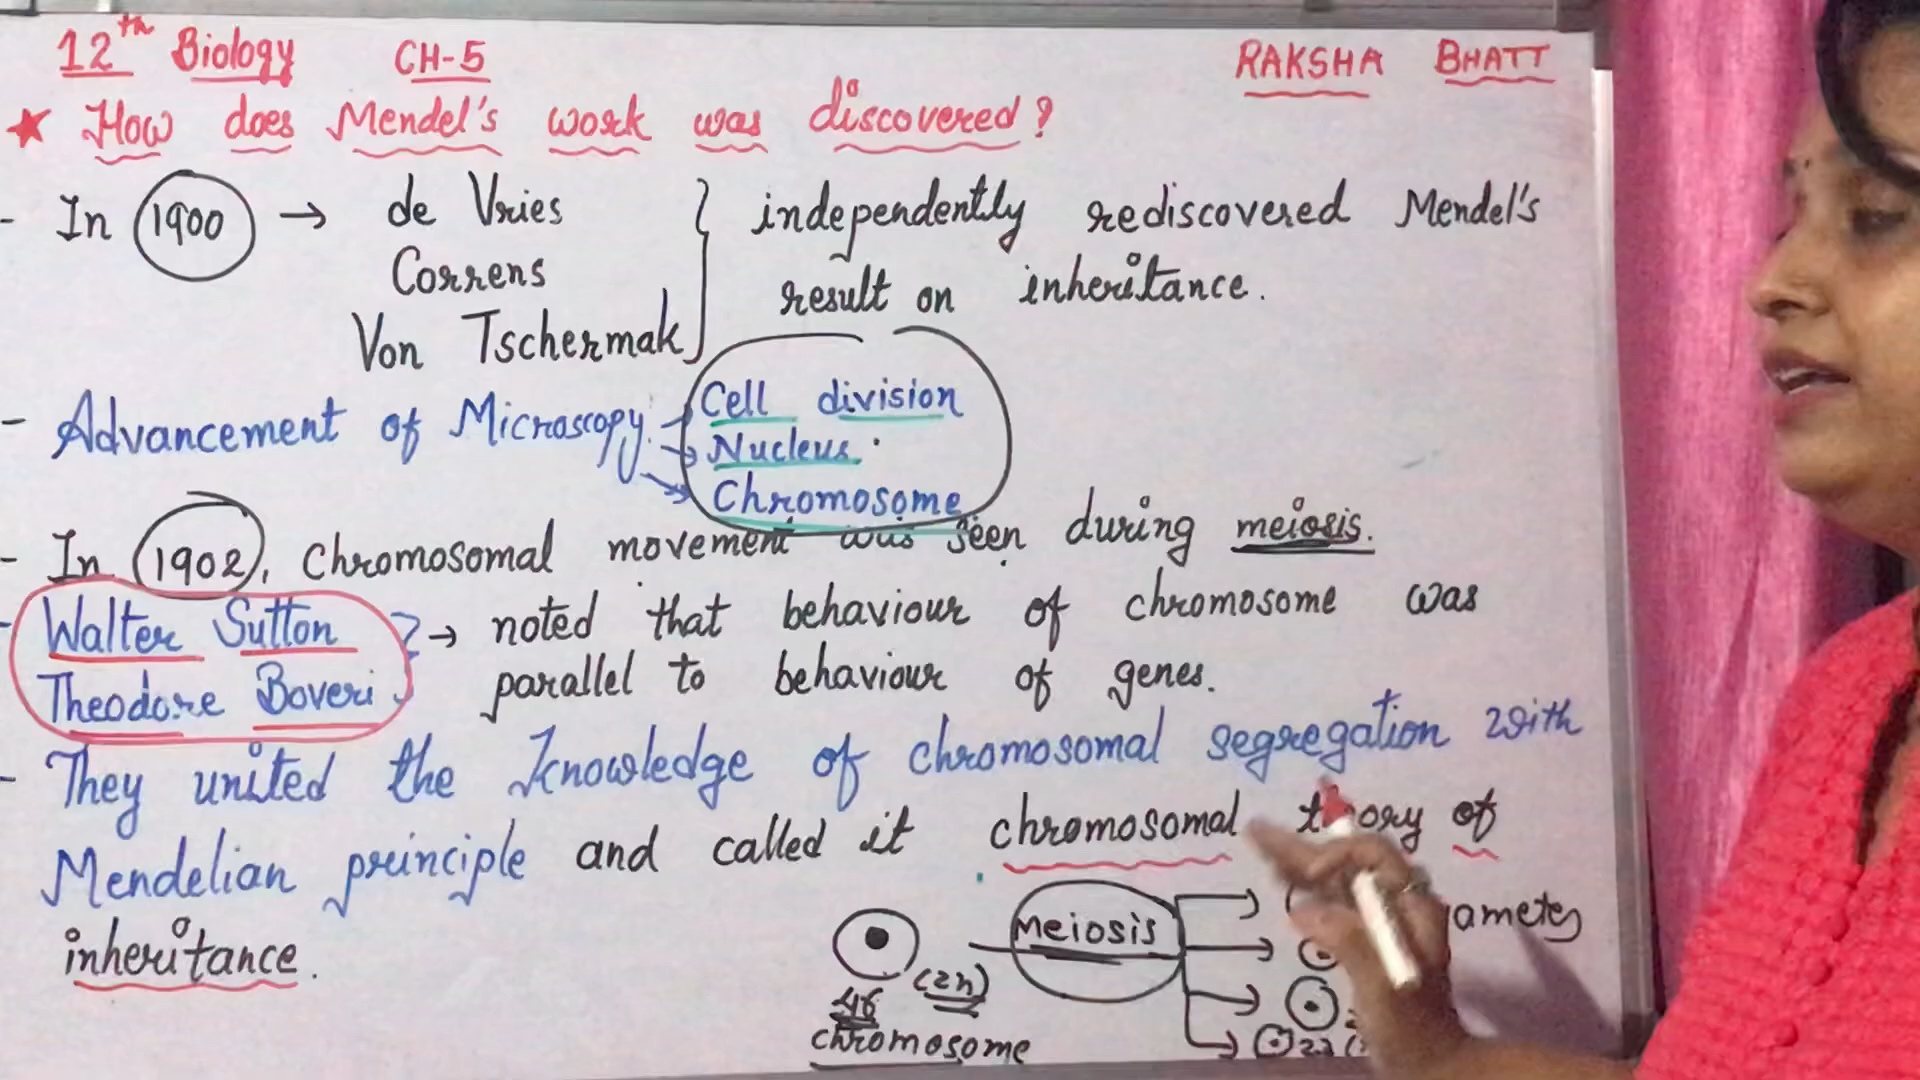 12th Biology CH-5 RAKSHA BHATT
★ How does Mendel's work was discovered?
- In 1900 → de Vries
Correns
Von Tschermak
independently rediscovered Mendel's
result on inheritance.
- Advancement of Microscopy
Cell division
Nucleus
Chromosome
- In 1902, Chromosomal movement was seen during meiosis.
- Walter Sutton
Theodore Boveri
→ noted that behaviour of chromosome was
parallel to behaviour of genes.
- They united the knowledge of chromosomal segregation with
Mendelian principle and called it chromosomal theory of
inheritance.
meiosis
(2n)
46
chromosome